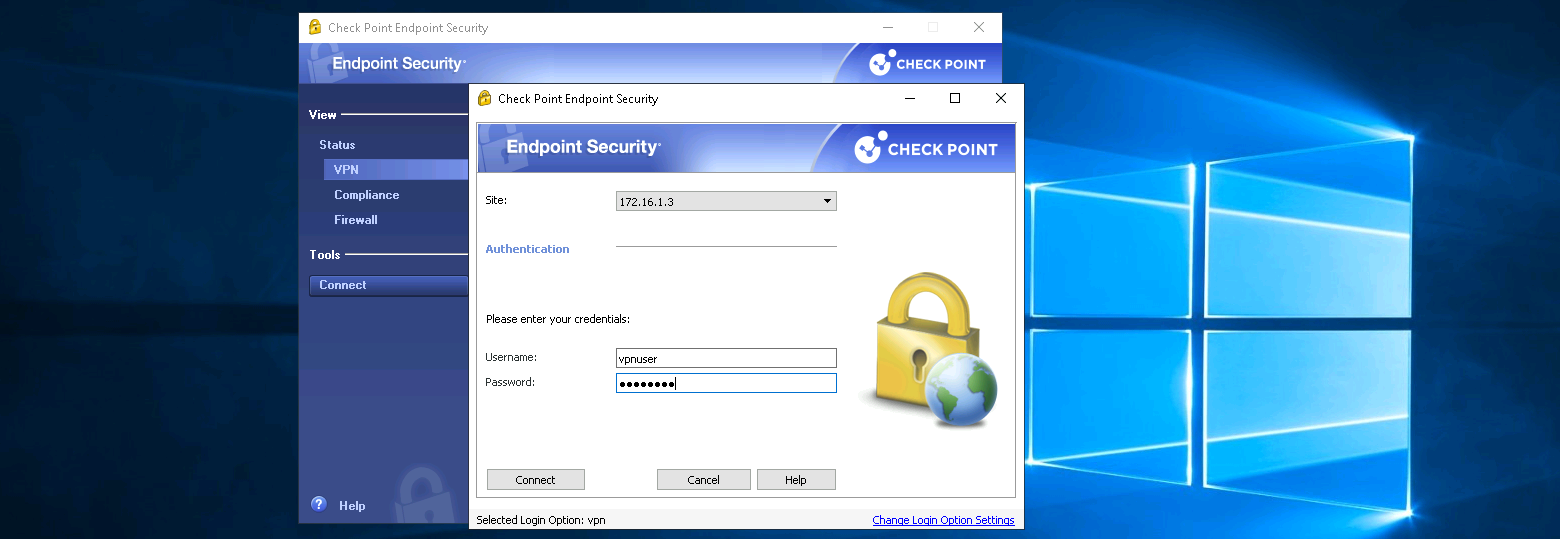 Check Point Endpoint Security
Endpoint Security
CHECK POINT
View
Status
VPN
Compliance
Firewall
Tools
Connect
? Help
Check Point Endpoint Security
Endpoint Security
CHECK POINT
Site: 172.16.1.3
Authentication
Please enter your credentials:
Username: vpnuser
Password: ●●●●●●●●
Connect Cancel Help
Selected Login Option: vpn Change Login Option Settings